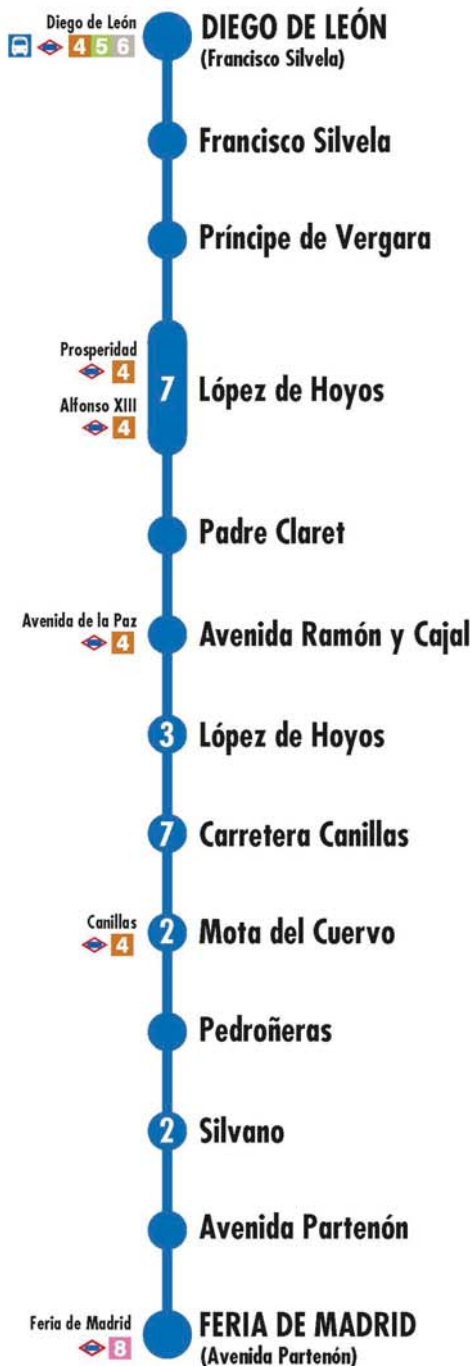 Diego de León
4 5 6
DIEGO DE LEÓN
(Francisco Silvela)
Francisco Silvela
Príncipe de Vergara
Prosperidad
4
Alfonso XIII
4
7 López de Hoyos
Padre Claret
Avenida de la Paz
4
Avenida Ramón y Cajal
3 López de Hoyos
7 Carretera Canillas
Canillas
4
2 Mota del Cuervo
Pedroñeras
2 Silvano
Avenida Partenón
Feria de Madrid
8
FERIA DE MADRID
(Avenida Partenón)